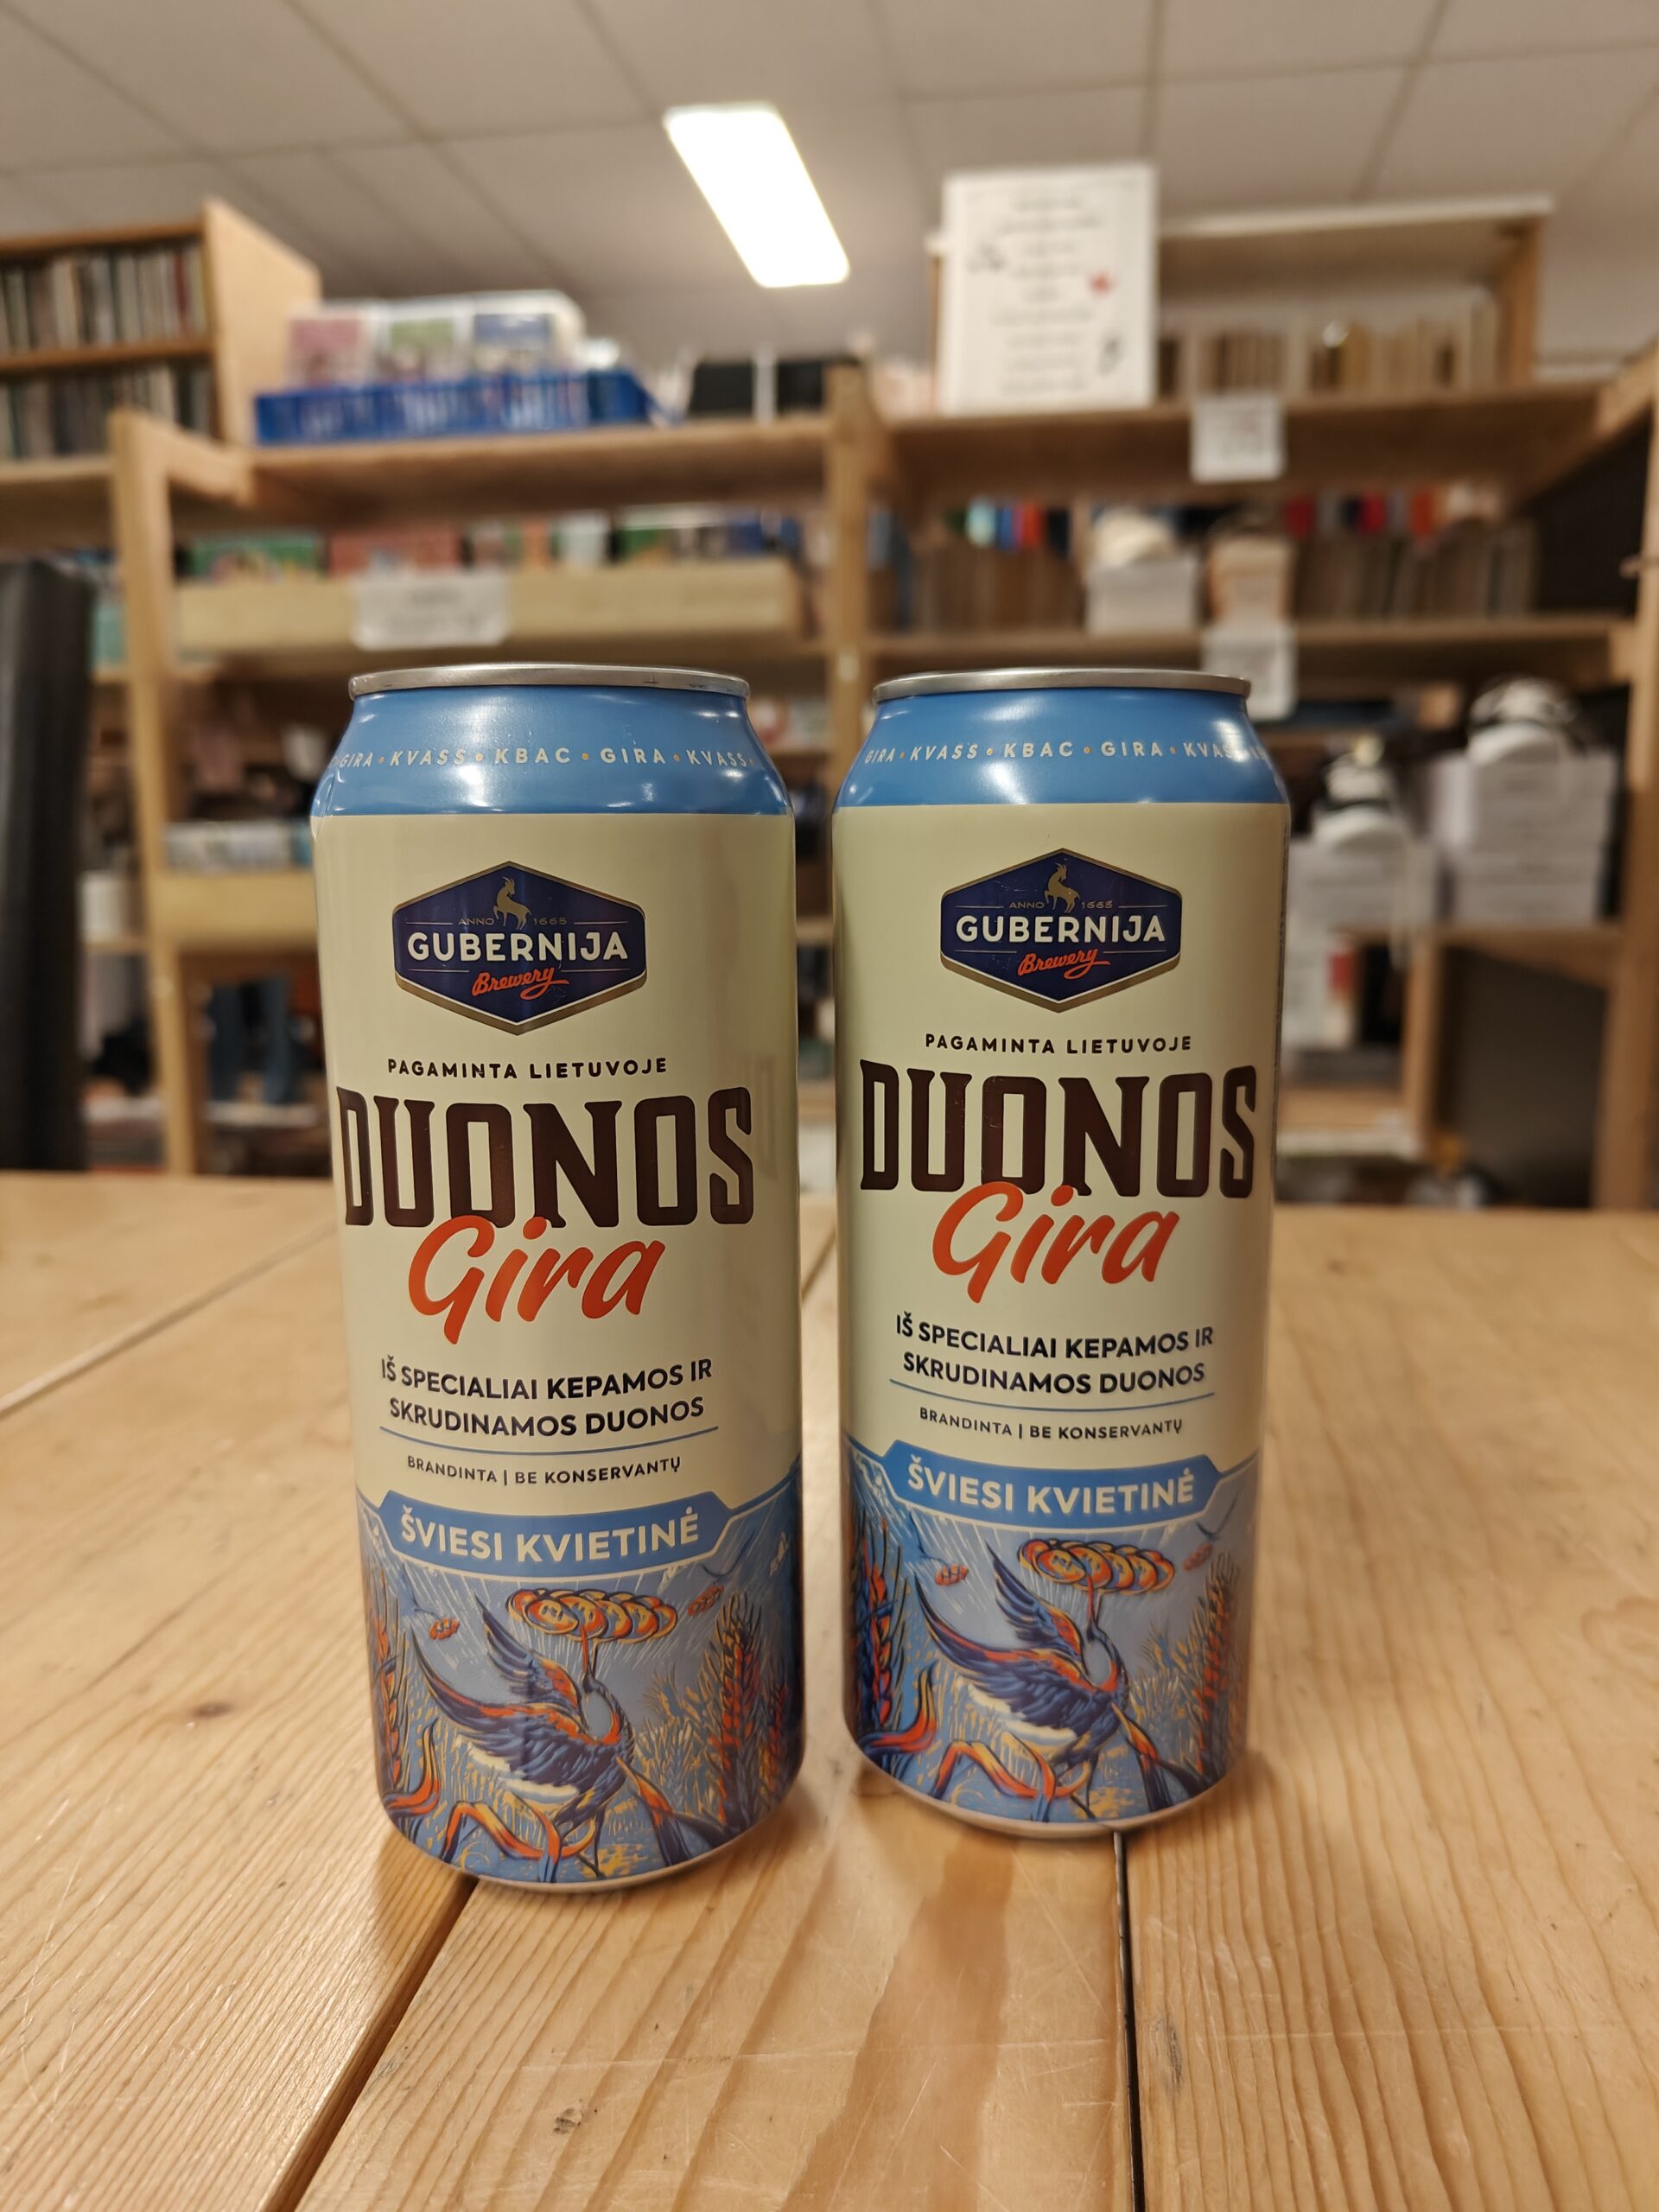 GIRA • KVASS • KBAC • GIRA • KVASS
ANNO 1665
GUBERNIJA
Brewery
PAGAMINTA LIETUVOJE
DUONOS
Gira
IŠ SPECIALIAI KEPAMOS IR
SKRUDINAMOS DUONOS
BRANDINTA | BE KONSERVANTŲ
ŠVIESI KVIETINĖ
GIRA • KVASS • KBAC • GIRA
ANNO 1665
GUBERNIJA
Brewery
PAGAMINTA LIETUVOJE
DUONOS
Gira
IŠ SPECIALIAI KEPAMOS IR
SKRUDINAMOS DUONOS
BRANDINTA | BE KONSERVANTŲ
ŠVIESI KVIETINĖ